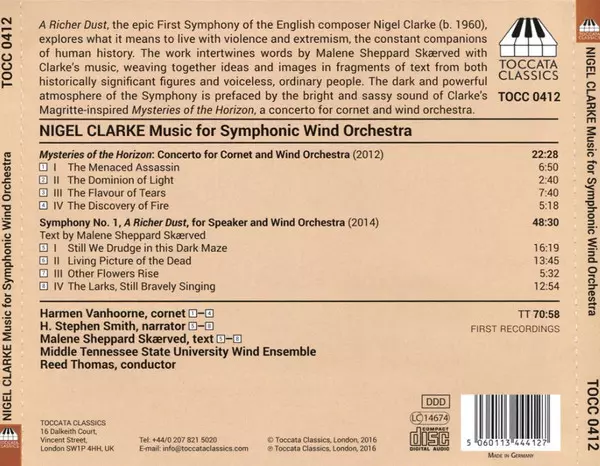 TOCC 0412
NIGEL CLARKE Music for Symphonic Wind Orchestra
A Richer Dust, the epic First Symphony of the English composer Nigel Clarke (b. 1960),
explores what it means to live with violence and extremism, the constant companions
of human history. The work intertwines words by Malene Sheppard Skærved with
Clarke's music, weaving together ideas and images in fragments of text from both
historically significant figures and voiceless, ordinary people. The dark and powerful
atmosphere of the Symphony is prefaced by the bright and sassy sound of Clarke's
Magritte-inspired Mysteries of the Horizon, a concerto for cornet and wind orchestra.
TOCCATA
CLASSICS
TOCC 0412
NIGEL CLARKE Music for Symphonic Wind Orchestra
Mysteries of the Horizon: Concerto for Cornet and Wind Orchestra (2012) 22:28
1 I The Menaced Assassin 6:50
2 II The Dominion of Light 2:40
3 III The Flavour of Tears 7:40
4 IV The Discovery of Fire 5:18
Symphony No. 1, A Richer Dust, for Speaker and Wind Orchestra (2014) 48:30
Text by Malene Sheppard Skærved
5 I Still We Drudge in this Dark Maze 16:19
6 II Living Picture of the Dead 13:45
7 III Other Flowers Rise 5:32
8 IV The Larks, Still Bravely Singing 12:54
Harmen Vanhoorne, cornet 1–4 TT 70:58
H. Stephen Smith, narrator 5–8 FIRST RECORDINGS
Malene Sheppard Skærved, text 5–8
Middle Tennessee State University Wind Ensemble
Reed Thomas, conductor
TOCCATA CLASSICS
16 Dalkeith Court,
Vincent Street,
London SW1P 4HH, UK
Tel: +44/0 207 821 5020
E-mail: info@toccataclassics.com
© Toccata Classics, London, 2016
℗ Toccata Classics, London, 2016
DDD
LC 14674
COMPACT
disc
DIGITAL AUDIO
5 060113 444127
MADE IN GERMANY
NIGEL CLARKE Music for Symphonic Wind Orchestra
TOCC 0412